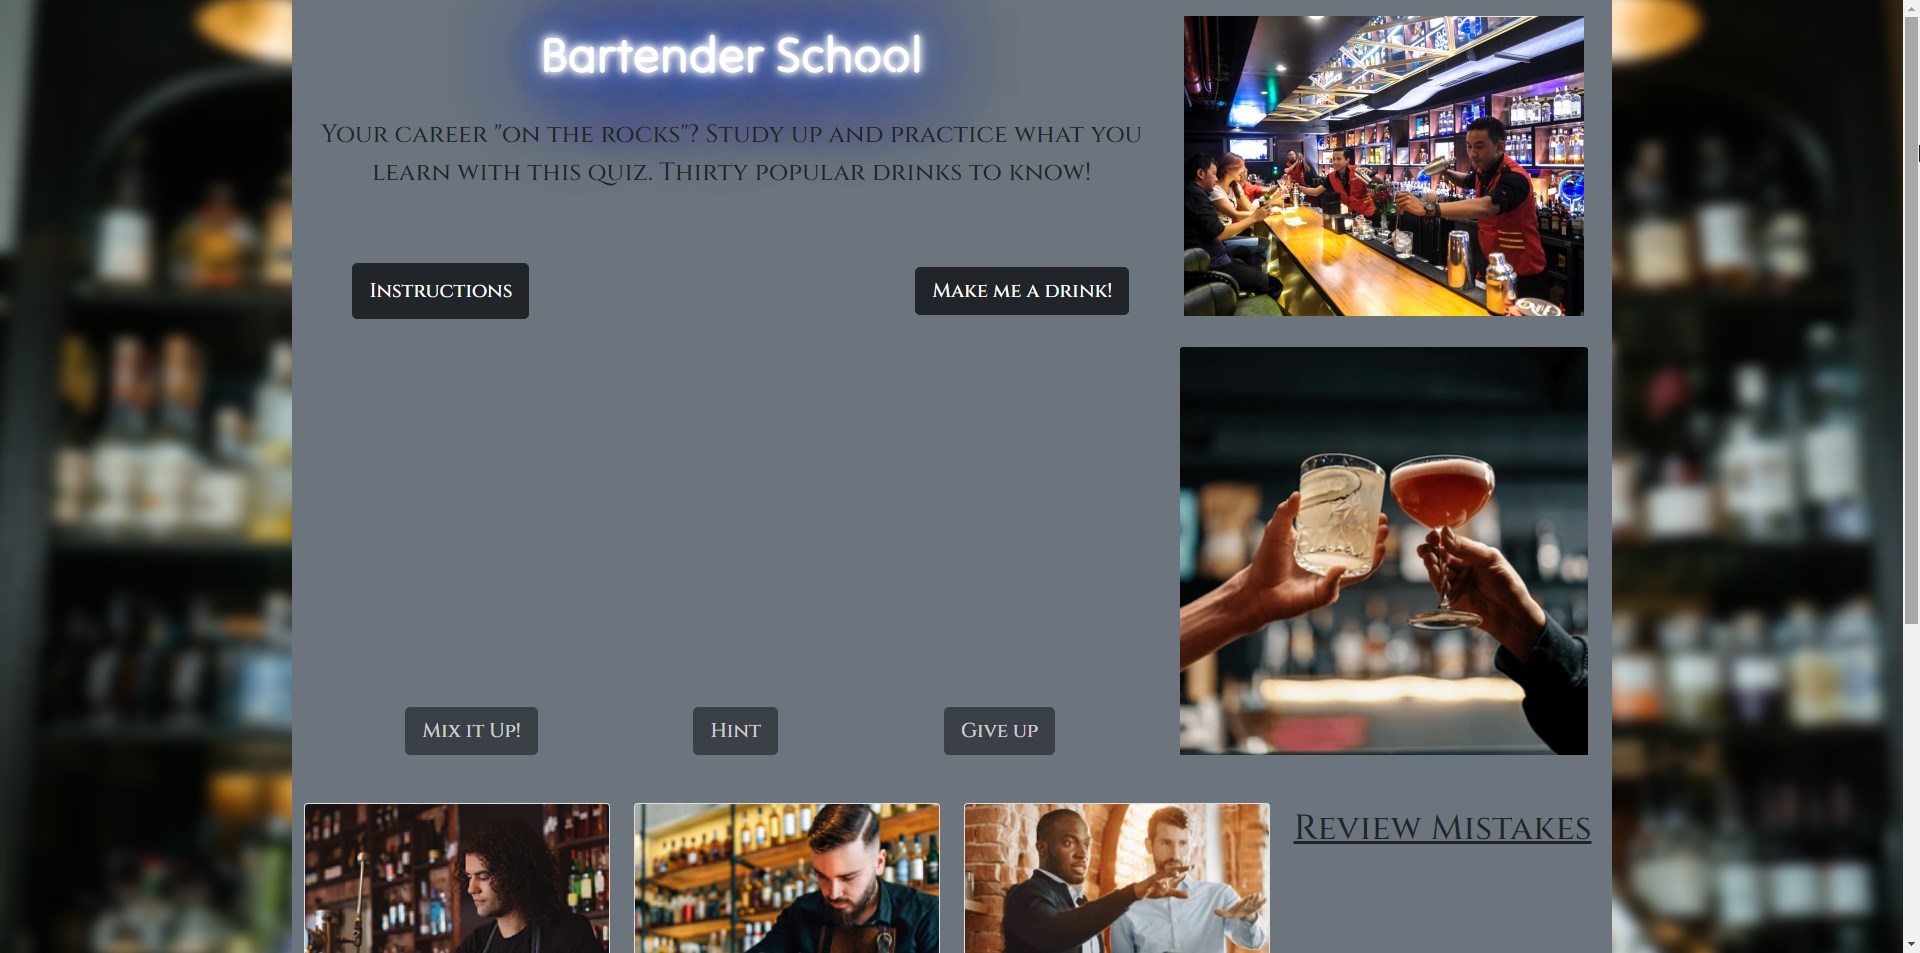 Bartender School
Your career "on the rocks"? Study up and practice what you
learn with this quiz. Thirty popular drinks to know!
Instructions
Make me a drink!
Mix it Up!
Hint
Give up
Review Mistakes